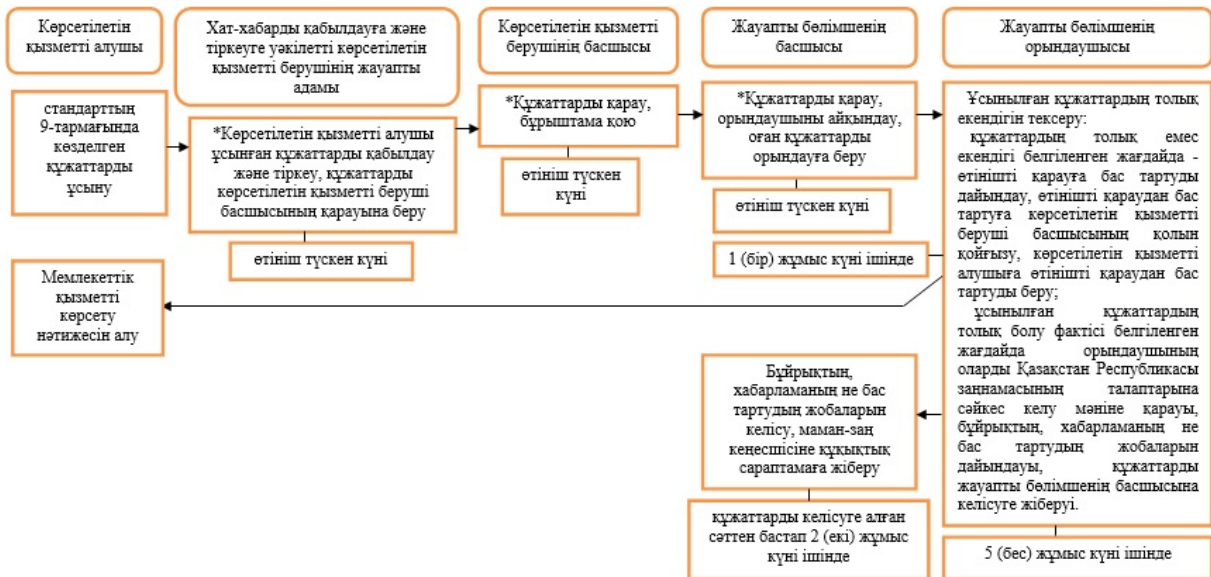 Көрсетілетін
қызметті алушы
Хат-хабарды қабылдауға және
тіркеуге уәкілетті көрсетілетін
қызметті берушінің жауапты
адамы
Көрсетілетін қызметті
берушінің басшысы
Жауапты бөлімшенің
басшысы
Жауапты бөлімшенің
орындаушысы
стандарттың
9-тармағында
көзделген
құжаттарды
ұсыну
*Көрсетілетін қызметті алушы
ұсынған құжаттарды қабылдау
және тіркеу, құжаттарды
көрсетілетін қызметті беруші
басшысының қарауына беру
өтініш түскен күні
*Құжаттарды қарау,
бұрыштама қою
өтініш түскен
күні
*Құжаттарды қарау,
орындаушыны айқындау,
оған құжаттарды
орындауға беру
өтініш түскен күні
1 (бір) жұмыс күні ішінде
Ұсынылған құжаттардың толық
екендігін тексеру:
құжаттардың толық емес
екендігі белгіленген жағдайда -
өтінішті қарауға бас тартуды
дайындау, өтінішті қараудан бас
тартуға көрсетілетін қызметті
беруші басшысының қолын
қойғызу, көрсетілетін қызметті
алушыға өтінішті қараудан бас
тартуды беру;
ұсынылған құжаттардың
толық болу фактісі белгіленген
жағдайда орындаушының
оларды Қазақстан Республикасы
заңнамасының талаптарына
сәйкес келу мәніне қарауы,
бұйрықтың, хабарламаның не
бас тартудың жобаларын
дайындауы, құжаттарды
жауапты бөлімшенің басшысына
келісуге жіберуі.
5 (бес) жұмыс күні ішінде
Мемлекеттік
қызметті
көрсету
нәтижесін алу
Бұйрықтың,
хабарламаның не бас
тартудың жобаларын
келісу, маман-заң
кеңесшісіне құқықтық
сараптамаға жіберу
құжаттарды келісуге алған
сәттен бастап 2 (екі) жұмыс
күні ішінде